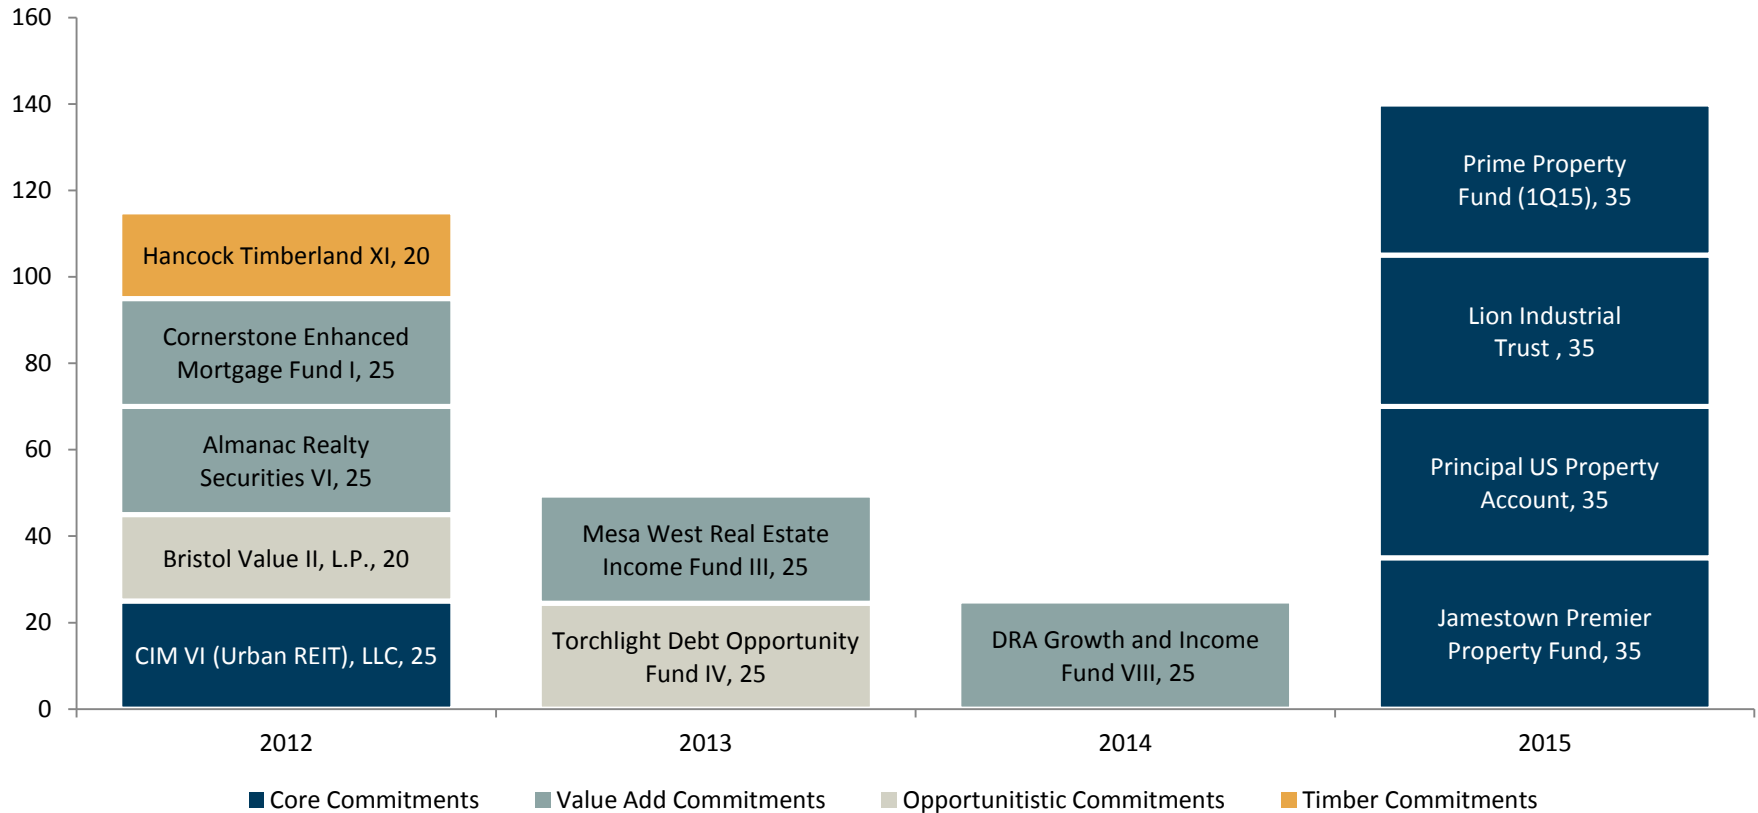 160
140
120
100
80
60
40
20
0
Hancock Timberland XI, 20
Cornerstone Enhanced
Mortgage Fund I, 25
Almanac Realty
Securities VI, 25
Bristol Value II, L.P., 20
CIM VI (Urban REIT), LLC, 25
Mesa West Real Estate
Income Fund III, 25
Torchlight Debt Opportunity
Fund IV, 25
DRA Growth and Income
Fund VIII, 25
Prime Property
Fund (1Q15), 35
Lion Industrial
Trust , 35
Principal US Property
Account, 35
Jamestown Premier
Property Fund, 35
2012
2013
2014
2015
Core Commitments
Value Add Commitments
Opportunitistic Commitments
Timber Commitments